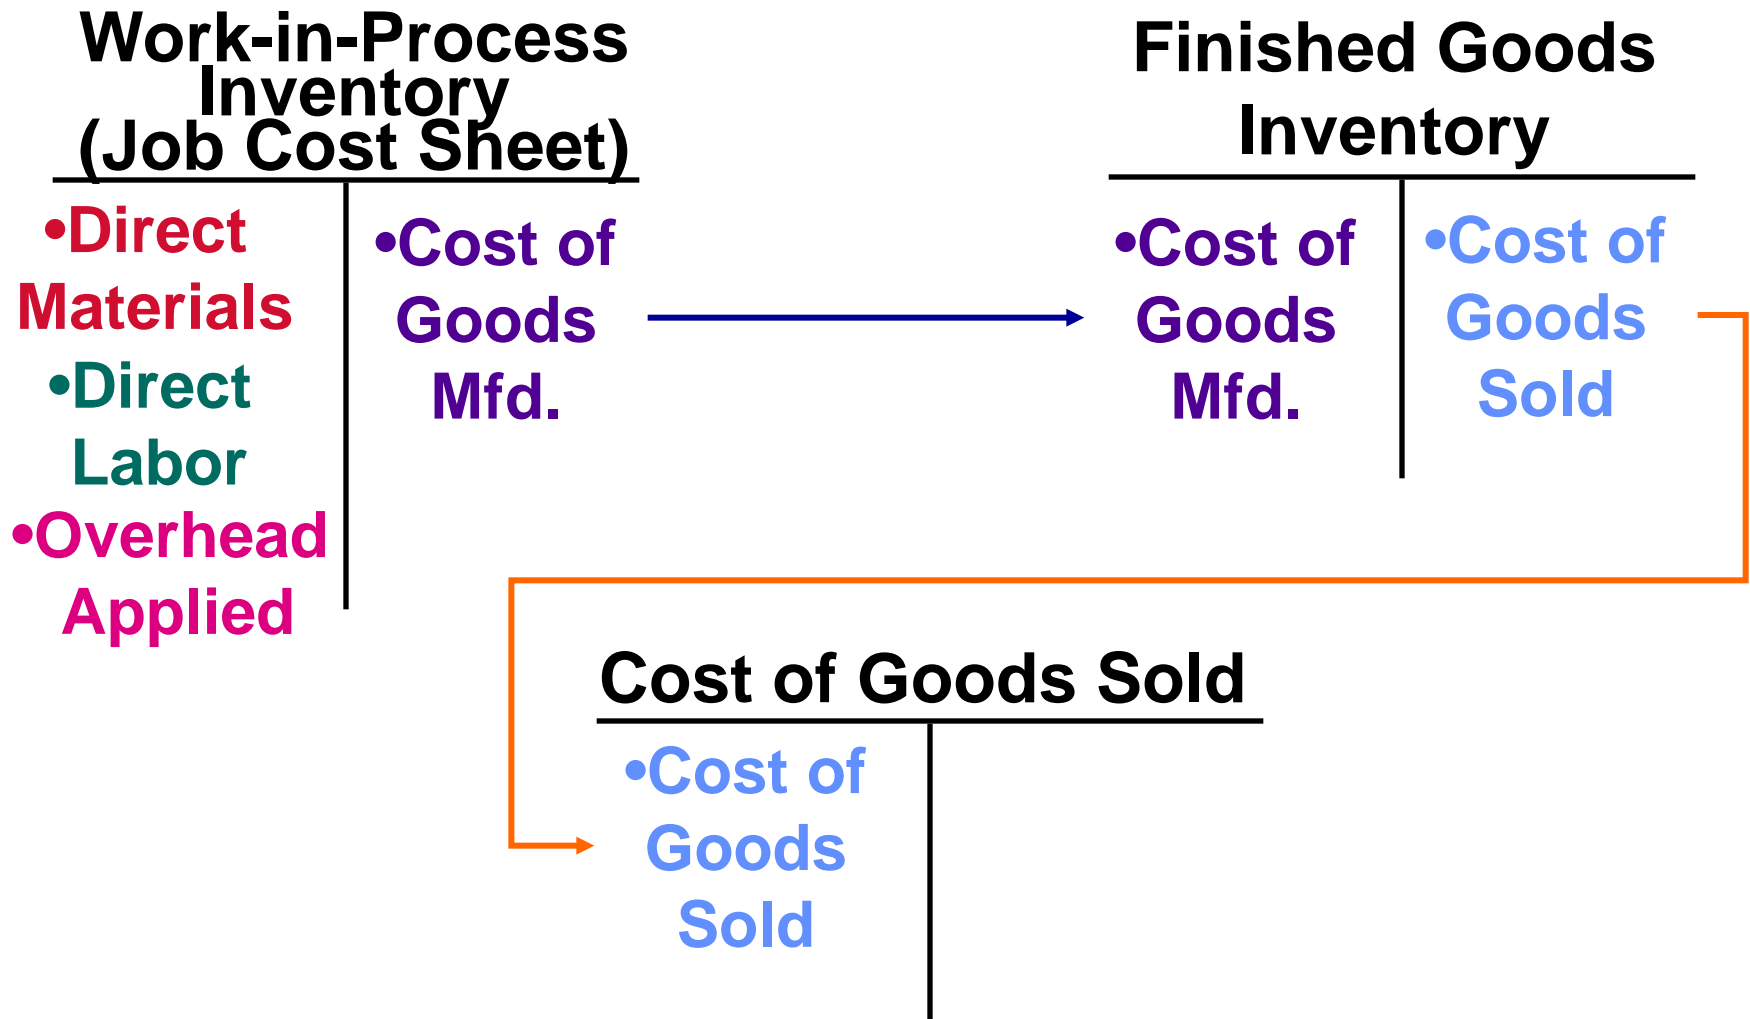 Work-in-Process
Inventory
(Job Cost Sheet)
•Direct
Materials
•Direct
Labor
•Overhead
Applied
•Cost of
Goods
Mfd.
Finished Goods
Inventory
•Cost of
Goods
Mfd.
•Cost of
Goods
Sold
Cost of Goods Sold
•Cost of
Goods
Sold